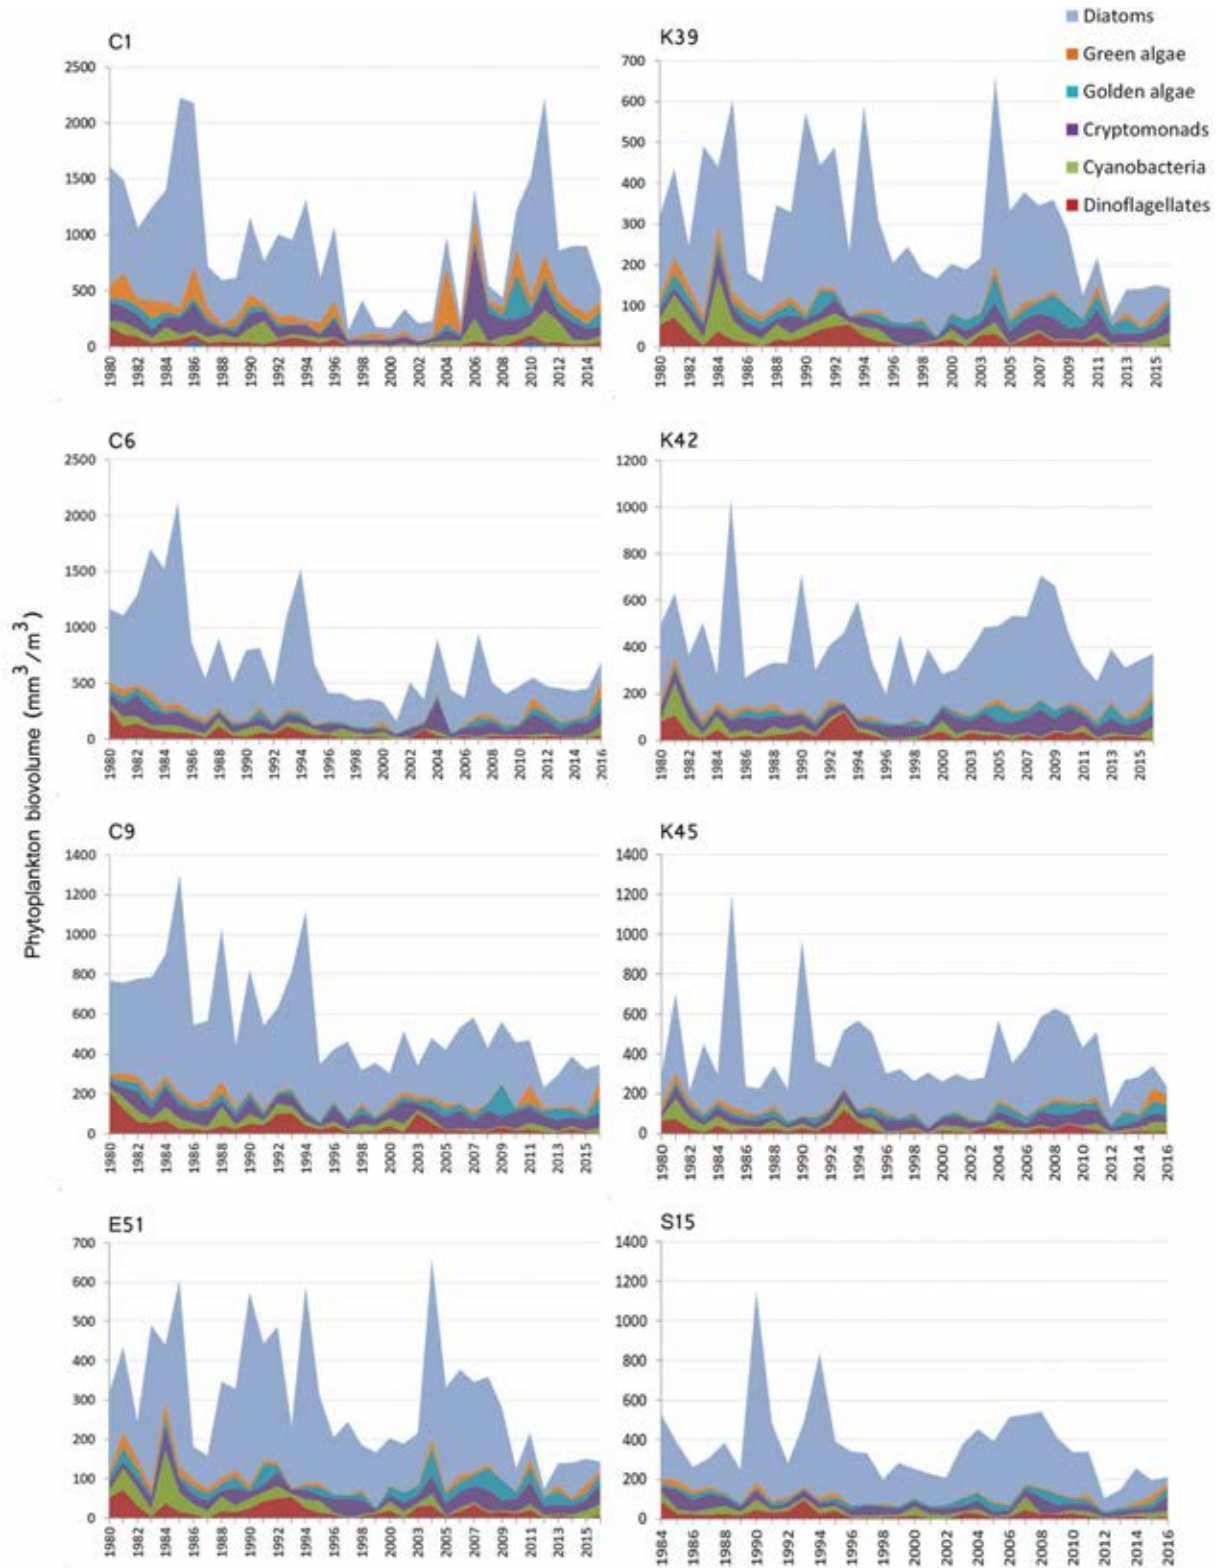 Phytoplankton biovolume (mm³/m³)
Diatoms
Green algae
Golden algae
Cryptomonads
Cyanobacteria
Dinoflagellates
C1
2500
2000
1500
1000
500
0
1980 1982 1984 1986 1988 1990 1992 1994 1996 1998 2000 2002 2004 2006 2008 2010 2012 2014
K39
700
600
500
400
300
200
100
0
1980 1982 1984 1986 1988 1990 1992 1994 1996 1998 2000 2003 2005 2007 2009 2011 2013 2015
C6
2500
2000
1500
1000
500
0
1980 1982 1984 1986 1988 1990 1992 1994 1996 1998 2000 2002 2004 2006 2008 2010 2012 2014 2016
K42
1200
1000
800
600
400
200
0
1980 1982 1984 1986 1988 1990 1992 1994 1996 1998 2000 2003 2005 2007 2009 2011 2013 2015
C9
1400
1200
1000
800
600
400
200
0
1980 1982 1984 1986 1988 1990 1992 1994 1996 1998 2000 2003 2005 2007 2009 2011 2013 2015
K45
1400
1200
1000
800
600
400
200
0
1980 1982 1984 1986 1988 1990 1992 1994 1996 1998 2000 2002 2004 2006 2008 2010 2012 2014 2016
E51
700
600
500
400
300
200
100
0
1980 1982 1984 1986 1988 1990 1992 1994 1996 1998 2000 2003 2005 2007 2009 2011 2013 2015
S15
1400
1200
1000
800
600
400
200
0
1984 1986 1988 1990 1992 1994 1996 1998 2000 2002 2004 2006 2008 2010 2012 2014 2016